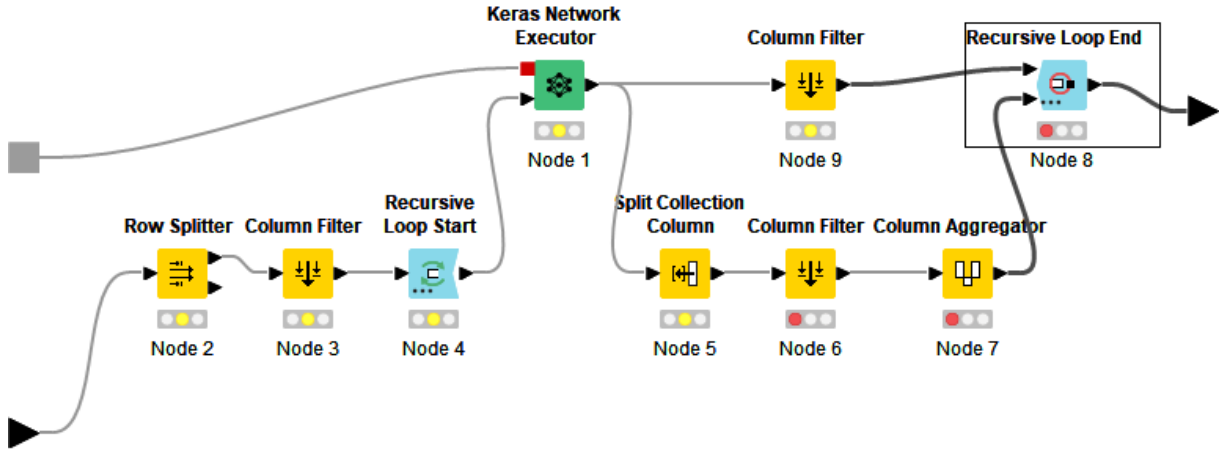 Keras Network
Executor
Column Filter
Recursive Loop End
Node 1
Node 9
Node 8
Row Splitter
Column Filter
Recursive
Loop Start
Split Collection
Column
Column Filter
Column Aggregator
Node 2
Node 3
Node 4
Node 5
Node 6
Node 7